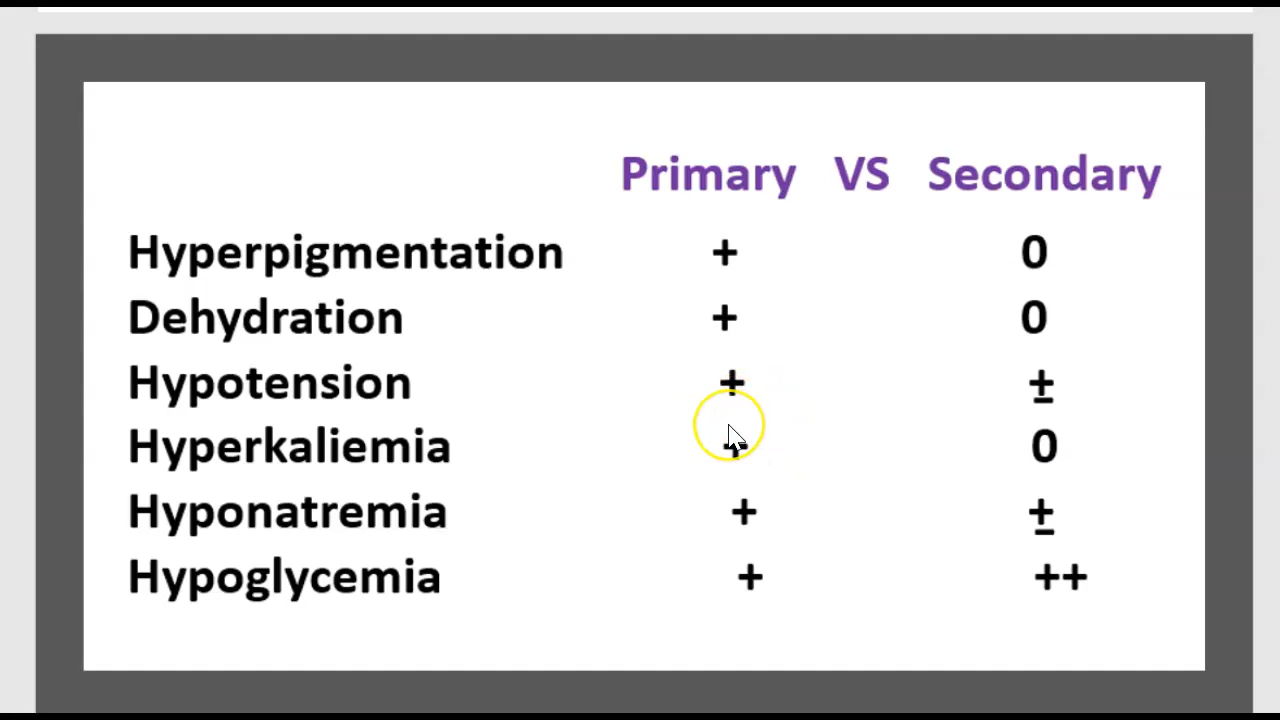 Primary VS Secondary
Hyperpigmentation + 0
Dehydration + 0
Hypotension + ±
Hyperkaliemia + 0
Hyponatremia + ±
Hypoglycemia + ++